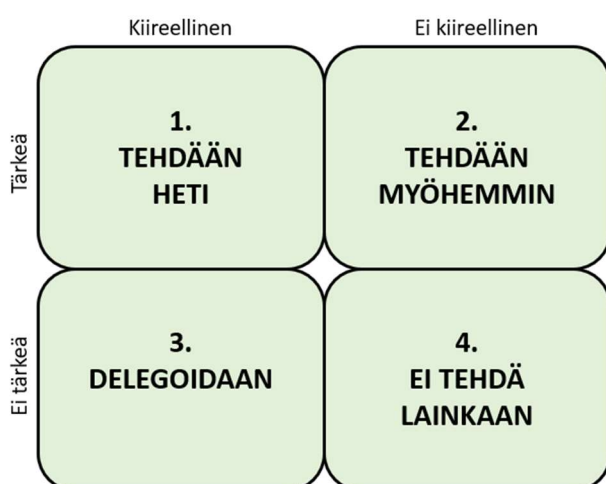 Kiireellinen
Ei kiireellinen
Tärkeä
1.
TEHDÄÄN
HETI
2.
TEHDÄÄN
MYÖHEMMIN
Ei tärkeä
3.
DELEGOIDAAN
4.
EI TEHDÄ
LAINKAAN